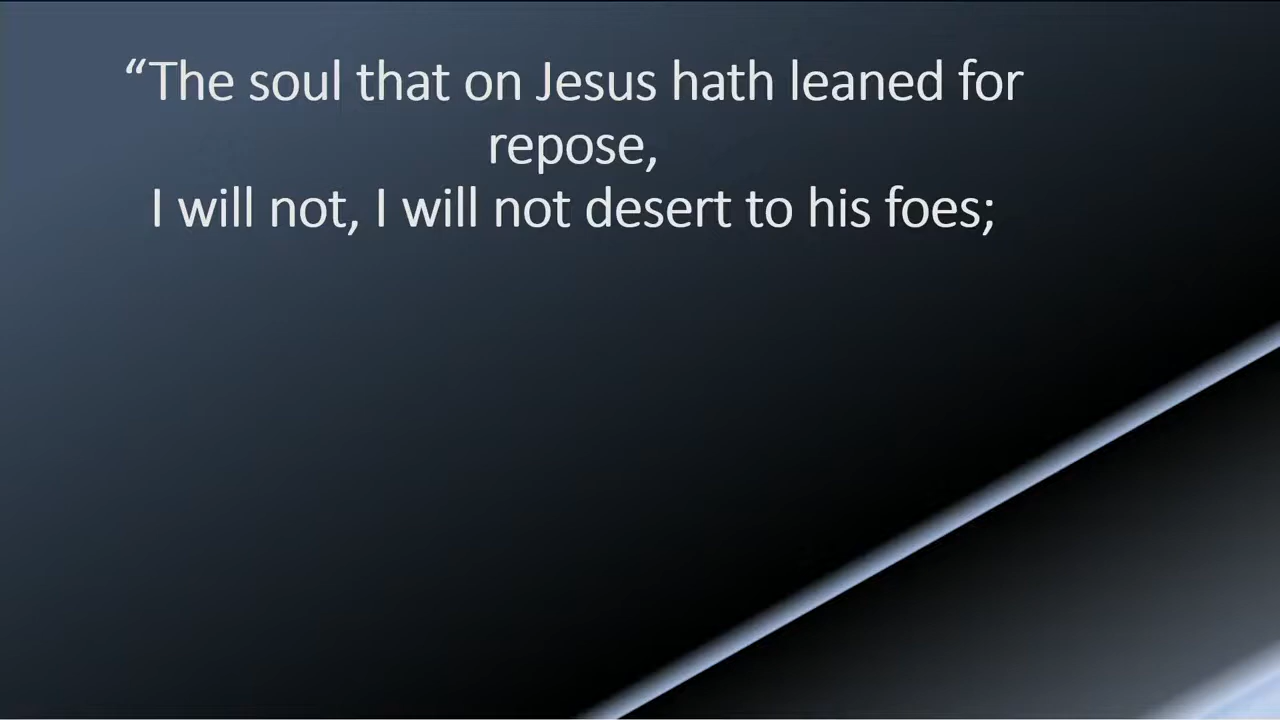 “The soul that on Jesus hath leaned for
repose,
I will not, I will not desert to his foes;